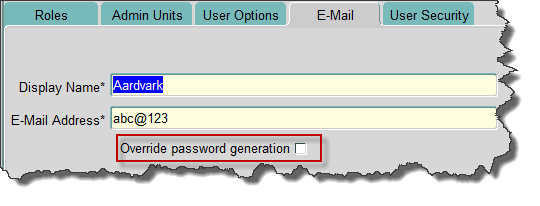 Roles Admin Units User Options E-Mail User Security
Display Name* Aardvark
E-Mail Address* abc@123
Override password generation